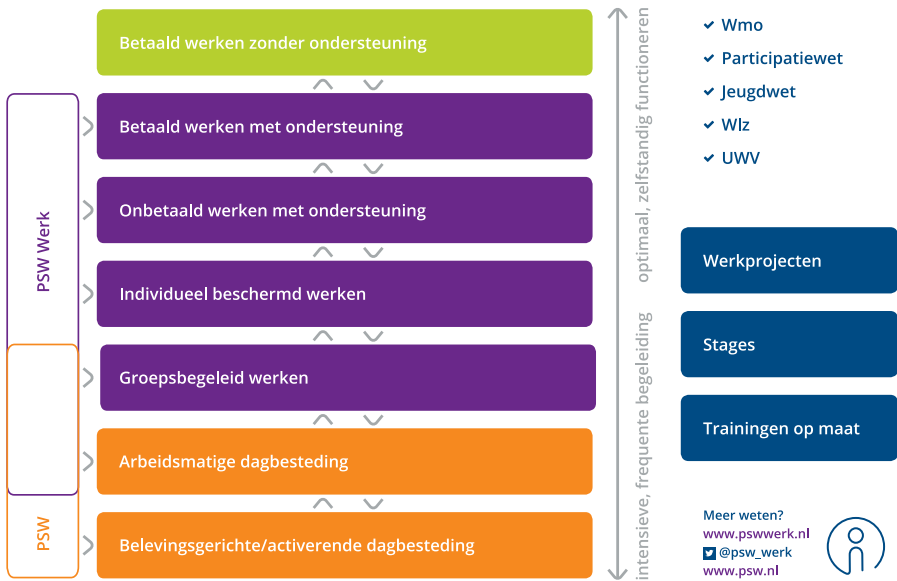 Betaald werken zonder ondersteuning
Betaald werken met ondersteuning
Onbetaald werken met ondersteuning
Individueel beschermd werken
Groepsbegeleid werken
Arbeidsmatige dagbesteding
Belevingsgerichte/activerende dagbesteding
PSW Werk
PSW
optimaal, zelfstandig functioneren
intensieve, frequente begeleiding
Wmo
Participatiewet
Jeugdwet
Wlz
UWV
Werkprojecten
Stages
Trainingen op maat
Meer weten?
www.pswwerk.nl
@psw_werk
www.psw.nl